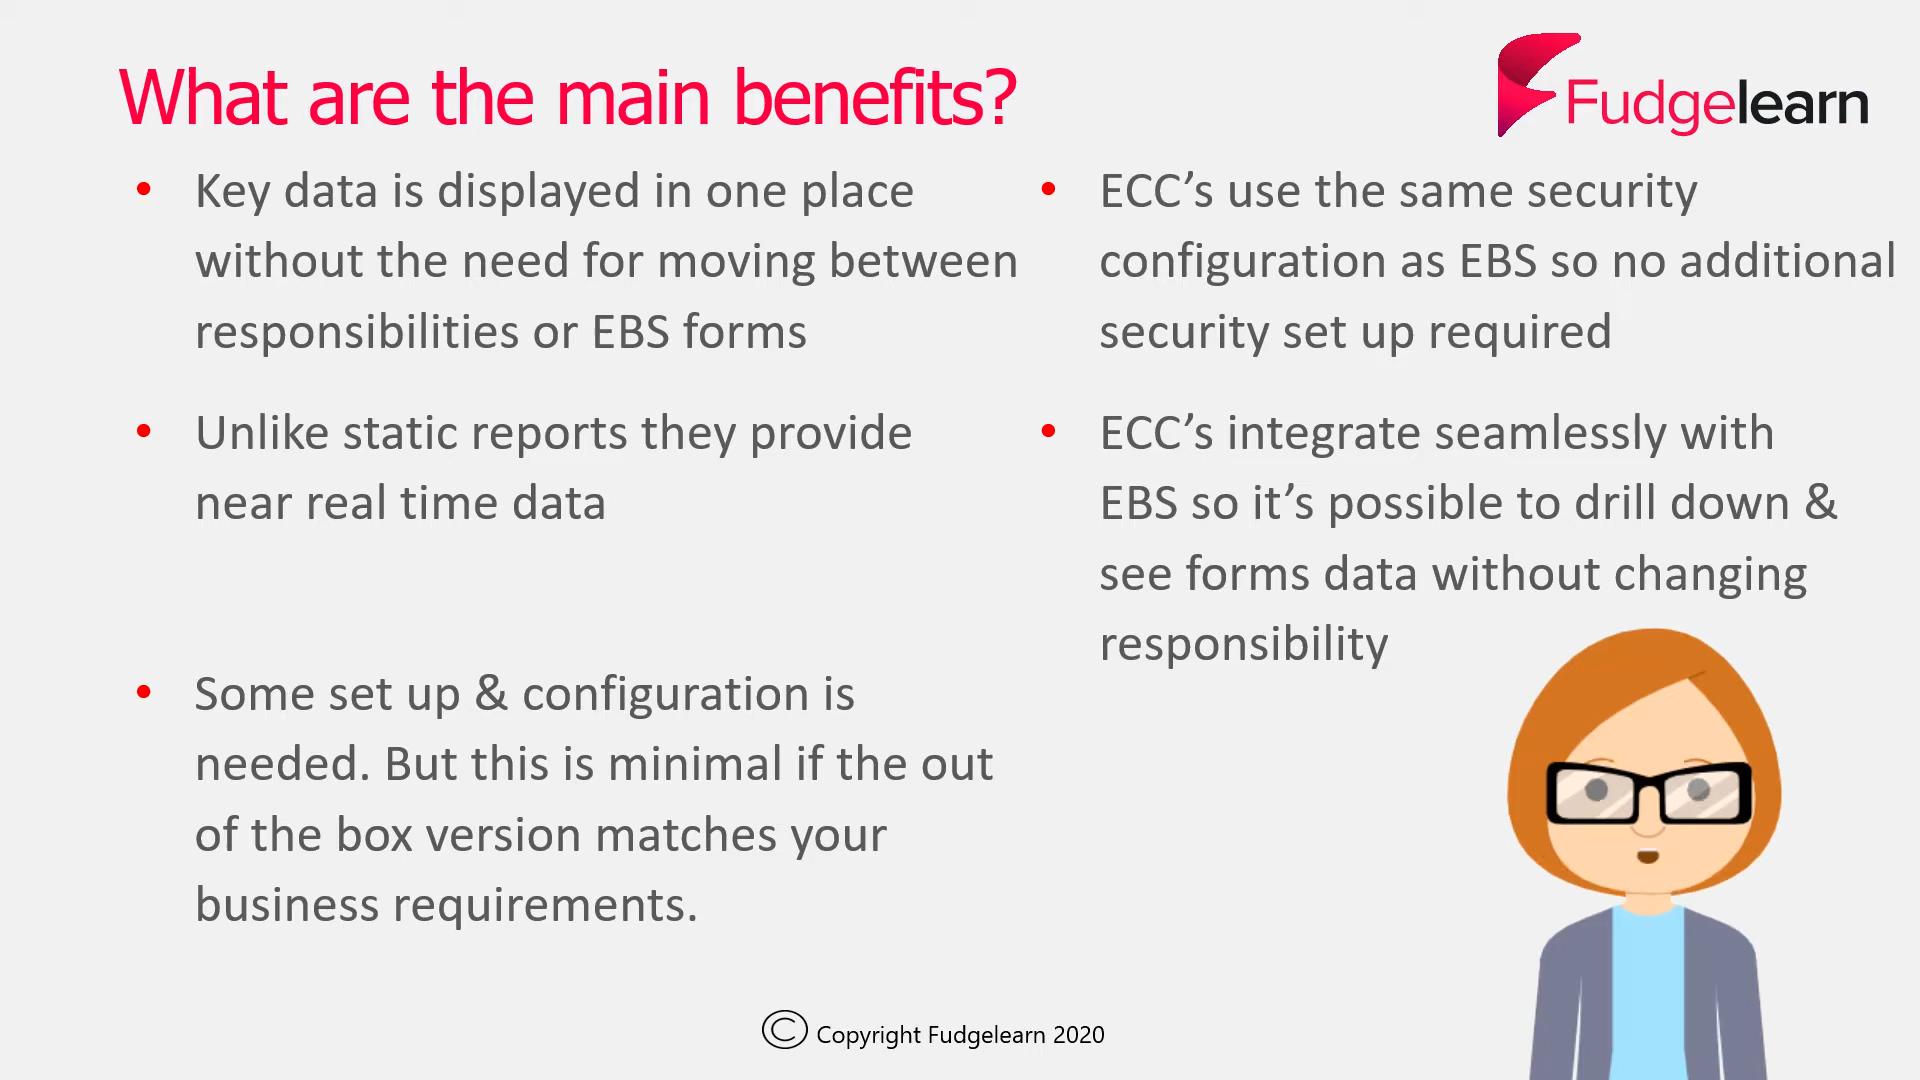 What are the main benefits?
Fudgelearn
• Key data is displayed in one place
without the need for moving between
responsibilities or EBS forms
• Unlike static reports they provide
near real time data
• Some set up & configuration is
needed. But this is minimal if the out
of the box version matches your
business requirements.
• ECC’s use the same security
configuration as EBS so no additional
security set up required
• ECC’s integrate seamlessly with
EBS so it’s possible to drill down &
see forms data without changing
responsibility
© Copyright Fudgelearn 2020